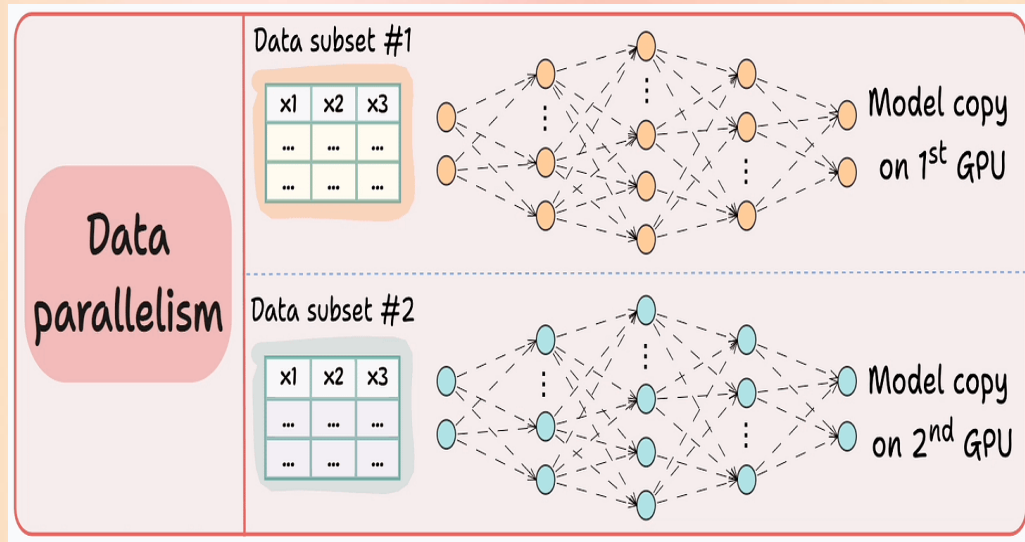 Data
parallelism
Data subset #1
x1 x2 x3
... ... ...
... ... ...
Model copy
on 1st GPU
Data subset #2
x1 x2 x3
... ... ...
... ... ...
Model copy
on 2nd GPU